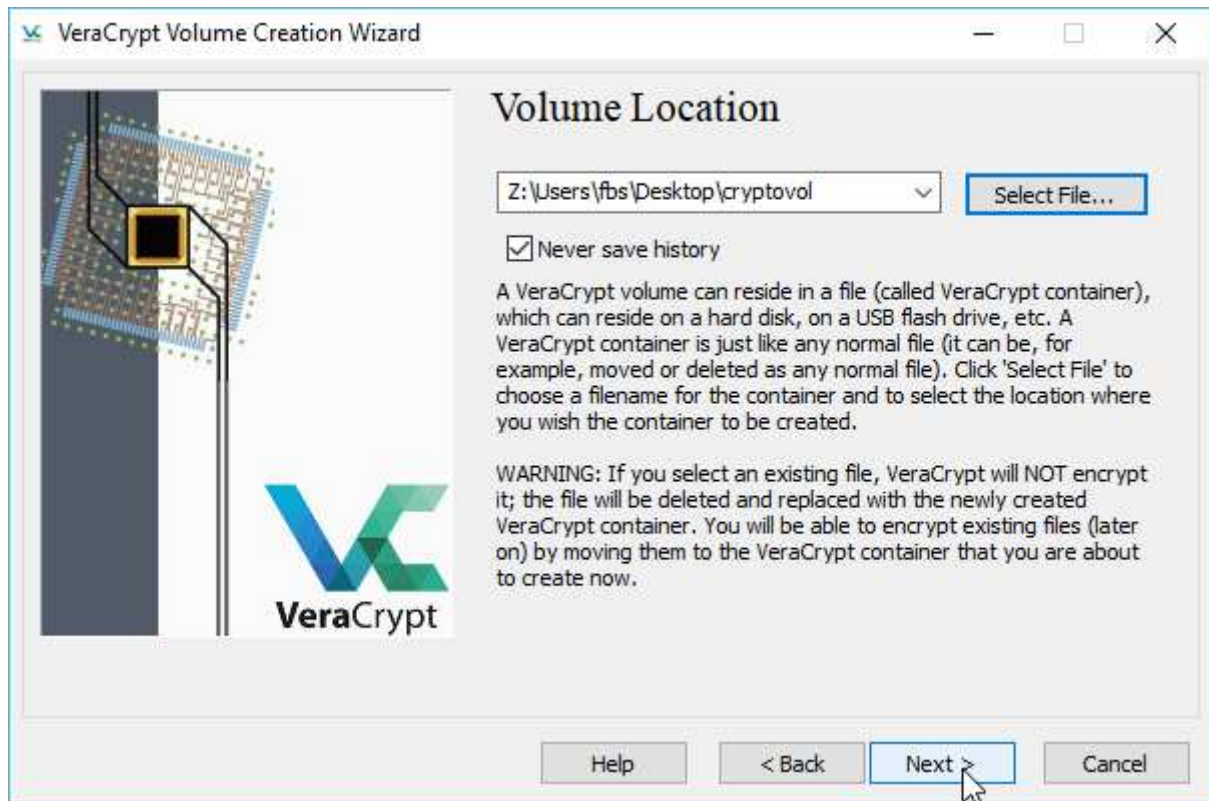 VeraCrypt Volume Creation Wizard
Volume Location
Z:\Users\fbs\Desktop\cryptovol
Select File...
Never save history
A VeraCrypt volume can reside in a file (called VeraCrypt container),
which can reside on a hard disk, on a USB flash drive, etc. A
VeraCrypt container is just like any normal file (it can be, for
example, moved or deleted as any normal file). Click 'Select File' to
choose a filename for the container and to select the location where
you wish the container to be created.
WARNING: If you select an existing file, VeraCrypt will NOT encrypt
it; the file will be deleted and replaced with the newly created
VeraCrypt container. You will be able to encrypt existing files (later
on) by moving them to the VeraCrypt container that you are about
to create now.
VeraCrypt
Help
< Back
Next >
Cancel